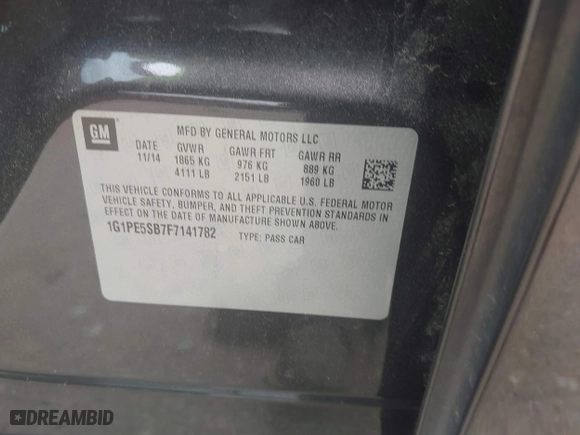 GM
MFD BY GENERAL MOTORS LLC
DATE GVWR GAWR FRT GAWR RR
11/14 1865 KG 976 KG 889 KG
4111 LB 2151 LB 1960 LB
THIS VEHICLE CONFORMS TO ALL APPLICABLE U.S. FEDERAL MOTOR
VEHICLE SAFETY, BUMPER, AND THEFT PREVENTION STANDARDS IN
EFFECT ON THE DATE OF MANUFACTURE SHOWN ABOVE.
1G1PE5SB7F7141782 TYPE: PASS CAR
DREAMBID